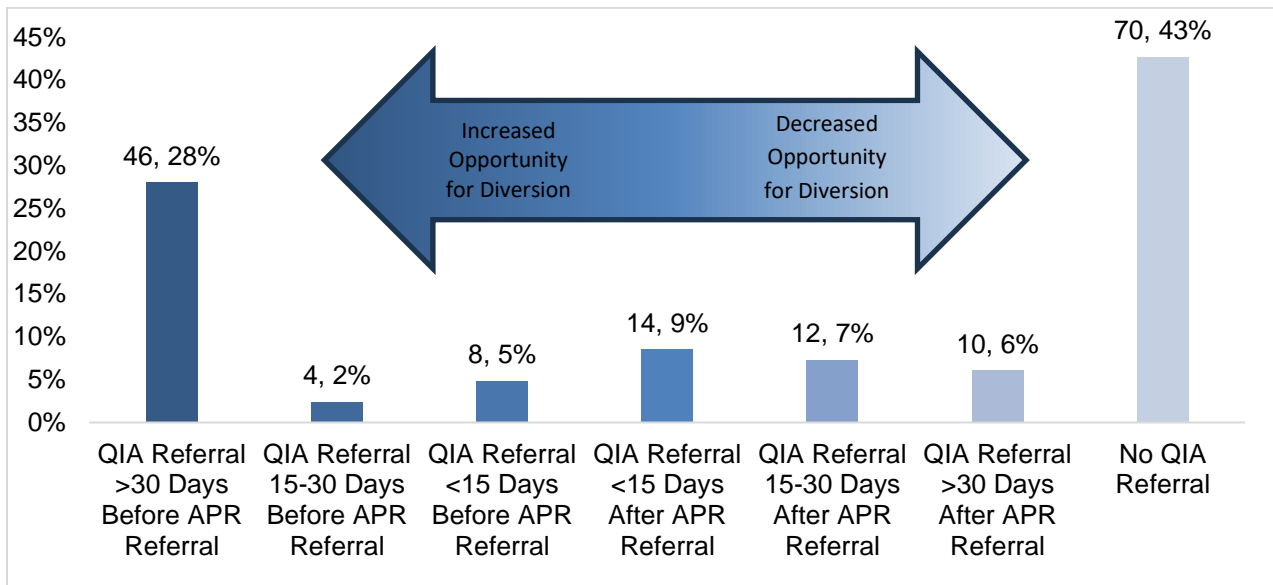 45%
40%
35%
30%
25%
20%
15%
10%
5%
0%
46, 28%
4, 2%
8, 5%
14, 9%
12, 7%
10, 6%
70, 43%
Increased
Opportunity
for Diversion
Decreased
Opportunity
for Diversion
QIA Referral
>30 Days
Before APR
Referral
QIA Referral
15-30 Days
Before APR
Referral
QIA Referral
<15 Days
Before APR
Referral
QIA Referral
<15 Days
After APR
Referral
QIA Referral
15-30 Days
After APR
Referral
QIA Referral
>30 Days
After APR
Referral
No QIA
Referral